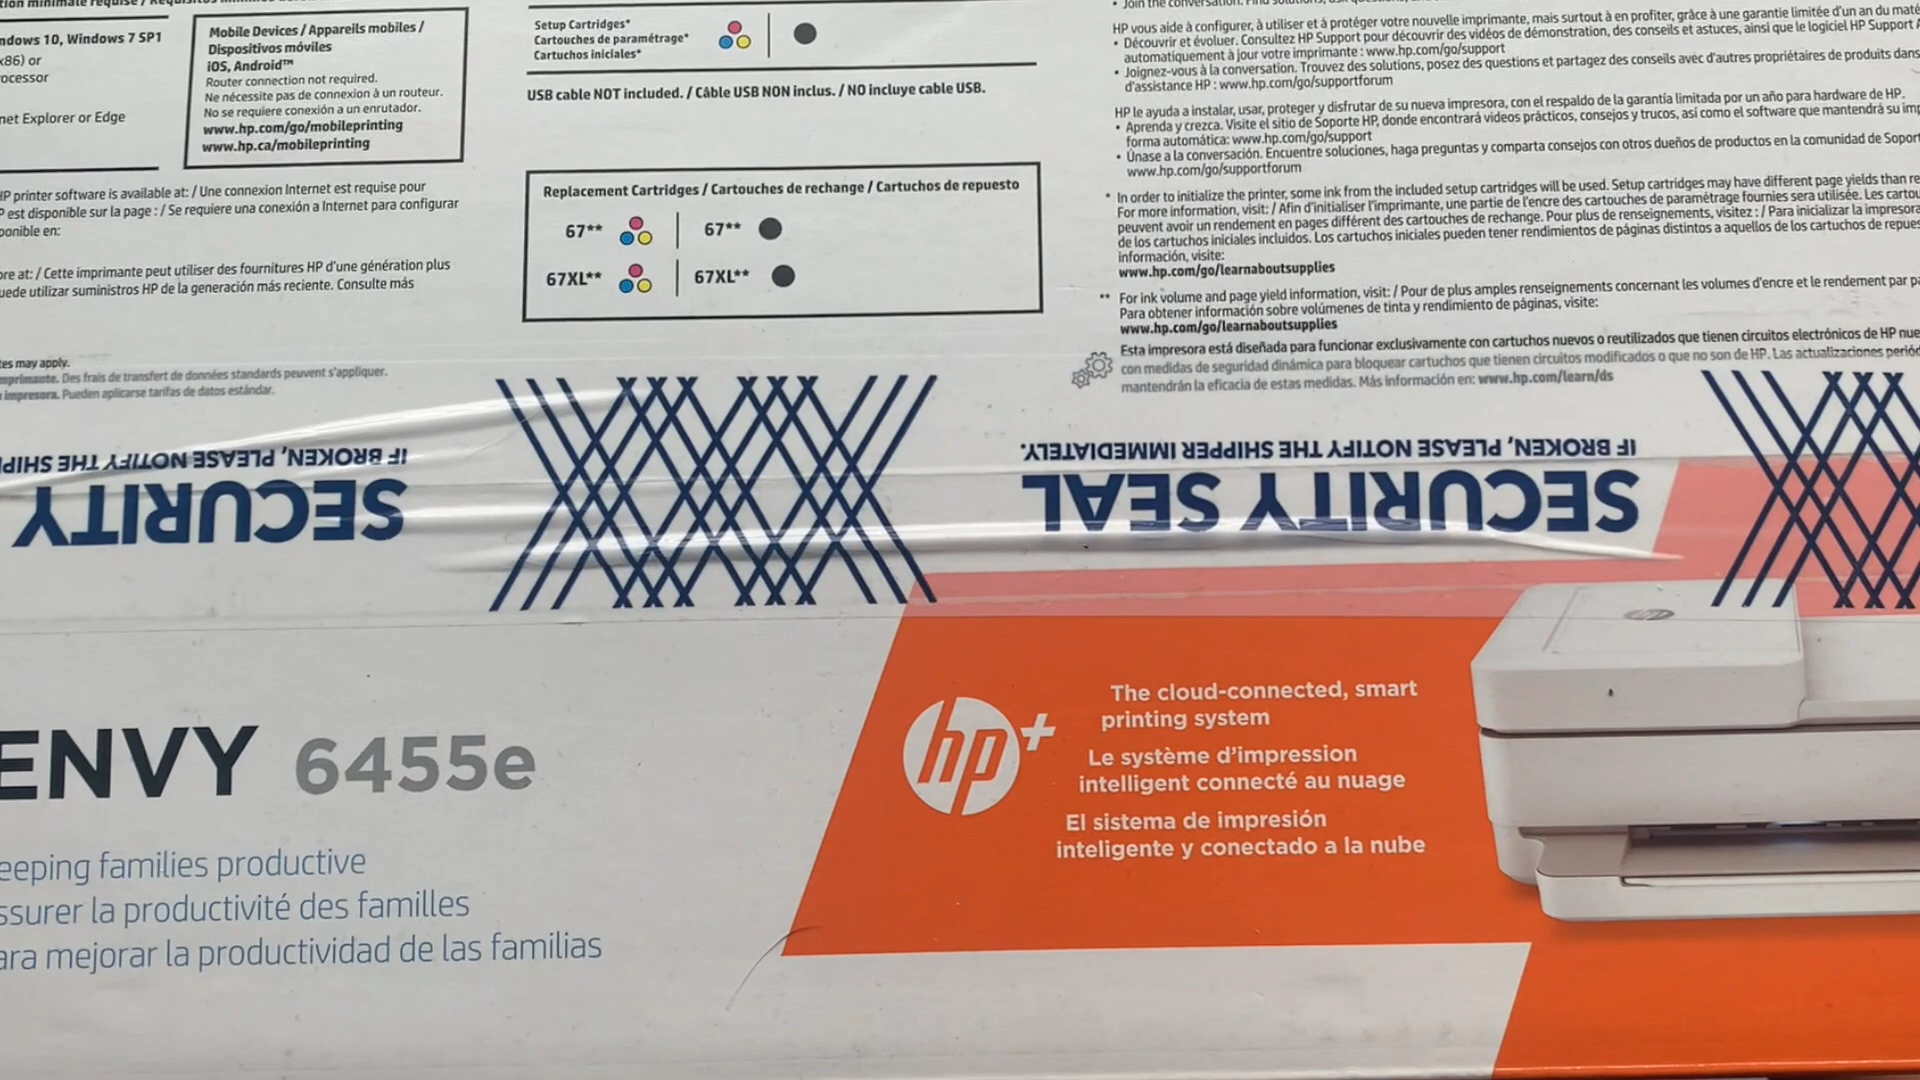 ndows 10, Windows 7 SP1
x86) or
ocessor
net Explorer or Edge
Mobile Devices / Appareils mobiles /
Dispositivos móviles
iOS, Android™
Router connection not required.
Ne nécessite pas de connexion à un routeur.
No se requiere conexión a un enrutador.
www.hp.com/go/mobileprinting
www.hp.ca/mobileprinting
HP printer software is available at: / Une connexion Internet est requise pour
P est disponible sur la page : / Se requiere una conexión a Internet para configurar
ponible en:
ore at: / Cette imprimante peut utiliser des fournitures HP d'une génération plus
uede utilizar suministros HP de la generación más reciente. Consulte más
tes may apply.
imprimante. Des frais de transfert de données standards peuvent s'appliquer.
impresora. Pueden aplicarse tarifas de datos estándar.
Setup Cartridges*
Cartouches de paramétrage*
Cartuchos iniciales*
USB cable NOT included. / Câble USB NON inclus. / NO incluye cable USB.
Replacement Cartridges / Cartouches de rechange / Cartuchos de repuesto
67** 67**
67XL** 67XL**
HP vous aide à configurer, à utiliser et à protéger votre nouvelle imprimante, mais surtout à en profiter, grâce à une garantie limitée d'un an du maté
• Découvrir et évoluer. Consultez HP Support pour découvrir des vidéos de démonstration, des conseils et astuces, ainsi que le logiciel HP Support A
automatiquement à jour votre imprimante : www.hp.com/go/support
• Joignez-vous à la conversation. Trouvez des solutions, posez des questions et partagez des conseils avec d'autres propriétaires de produits dans
d'assistance HP : www.hp.com/go/supportforum
HP le ayuda a instalar, usar, proteger y disfrutar de su nueva impresora, con el respaldo de la garantía limitada por un año para hardware de HP.
• Aprenda y crezca. Visite el sitio de Soporte HP, donde encontrará videos prácticos, consejos y trucos, así como el software que mantendrá su imp
forma automática: www.hp.com/go/support
• Únase a la conversación. Encuentre soluciones, haga preguntas y comparta consejos con otros dueños de productos en la comunidad de Soport
www.hp.com/go/supportforum
* In order to initialize the printer, some ink from the included setup cartridges will be used. Setup cartridges may have different page yields than re
For more information, visit: / Afin d'initialiser l'imprimante, une partie de l'encre des cartouches de paramétrage fournies sera utilisée. Les cartou
peuvent avoir un rendement en pages différent des cartouches de rechange. Pour plus de renseignements, visitez : / Para inicializar la impresora
de los cartuchos iniciales incluidos. Los cartuchos iniciales pueden tener rendimientos de páginas distintos a aquellos de los cartuchos de repues
información, visite:
www.hp.com/go/learnaboutsupplies
** For ink volume and page yield information, visit: / Pour de plus amples renseignements concernant les volumes d'encre et le rendement par pa
Para obtener información sobre volúmenes de tinta y rendimiento de páginas, visite:
www.hp.com/go/learnaboutsupplies
Esta impresora está diseñada para funcionar exclusivamente con cartuchos nuevos o reutilizados que tienen circuitos electrónicos de HP nue
con medidas de seguridad dinámica para bloquear cartuchos que tienen circuitos modificados o que no son de HP. Las actualizaciones periód
mantendrán la eficacia de estas medidas. Más información en: www.hp.com/learn/ds
IF BROKEN, PLEASE NOTIFY THE SHIPP
SECURITY
IF BROKEN, PLEASE NOTIFY THE SHIPPER IMMEDIATELY.
SECURITY SEAL
ENVY 6455e
eeping families productive
ssurer la productivité des familles
ara mejorar la productividad de las familias
hp+
The cloud-connected, smart
printing system
Le système d'impression
intelligent connecté au nuage
El sistema de impresión
inteligente y conectado a la nube
hp